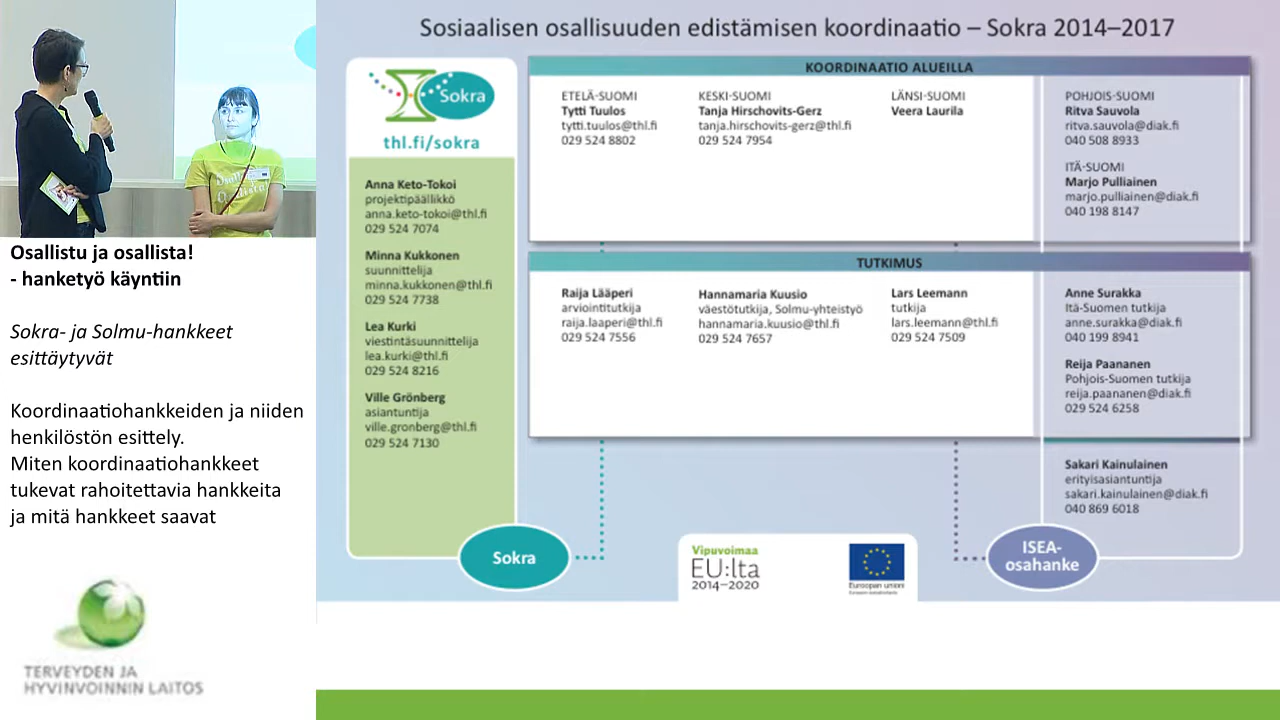 Osallistu ja osallista!
- hanketyö käyntiin
Sokra- ja Solmu-hankkeet
esittäytyvät
Koordinaatiohankkeiden ja niiden
henkilöstön esittely.
Miten koordinaatiohankkeet
tukevat rahoitettavia hankkeita
ja mitä hankkeet saavat
TERVEYDEN JA
HYVINVOINNIN LAITOS
Sosiaalisen osallisuuden edistämisen koordinaatio – Sokra 2014–2017
Sokra
thl.fi/sokra
Anna Keto-Tokoi
projektipäällikkö
anna.keto-tokoi@thl.fi
029 524 7074
Minna Kukkonen
suunnittelija
minna.kukkonen@thl.fi
029 524 7738
Lea Kurki
viestintäsuunnittelija
lea.kurki@thl.fi
029 524 8216
Ville Grönberg
asiantuntija
ville.gronberg@thl.fi
029 524 7130
Sokra
KOORDINAATIO ALUEILLA
ETELÄ-SUOMI
Tytti Tuulos
tytti.tuulos@thl.fi
029 524 8802
KESKI-SUOMI
Tanja Hirschovits-Gerz
tanja.hirschovits-gerz@thl.fi
029 524 7954
LÄNSI-SUOMI
Veera Laurila
POHJOIS-SUOMI
Ritva Sauvola
ritva.sauvola@diak.fi
040 508 8933
ITÄ-SUOMI
Marjo Pulliainen
marjo.pulliainen@diak.fi
040 198 8147
TUTKIMUS
Raija Lääperi
arviointitutkija
raija.laaperi@thl.fi
029 524 7556
Hannamaria Kuusio
väestötutkija, Solmu-yhteistyö
hannamaria.kuusio@thl.fi
029 524 7657
Lars Leemann
tutkija
lars.leemann@thl.fi
029 524 7509
Anne Surakka
Itä-Suomen tutkija
anne.surakka@diak.fi
040 199 8941
Reija Paananen
Pohjois-Suomen tutkija
reija.paananen@diak.fi
029 524 6258
Sakari Kainulainen
erityisasiantuntija
sakari.kainulainen@diak.fi
040 869 6018
ISEA-
osahanke
Vipuvoimaa
EU:lta
2014–2020
Euroopan unioni